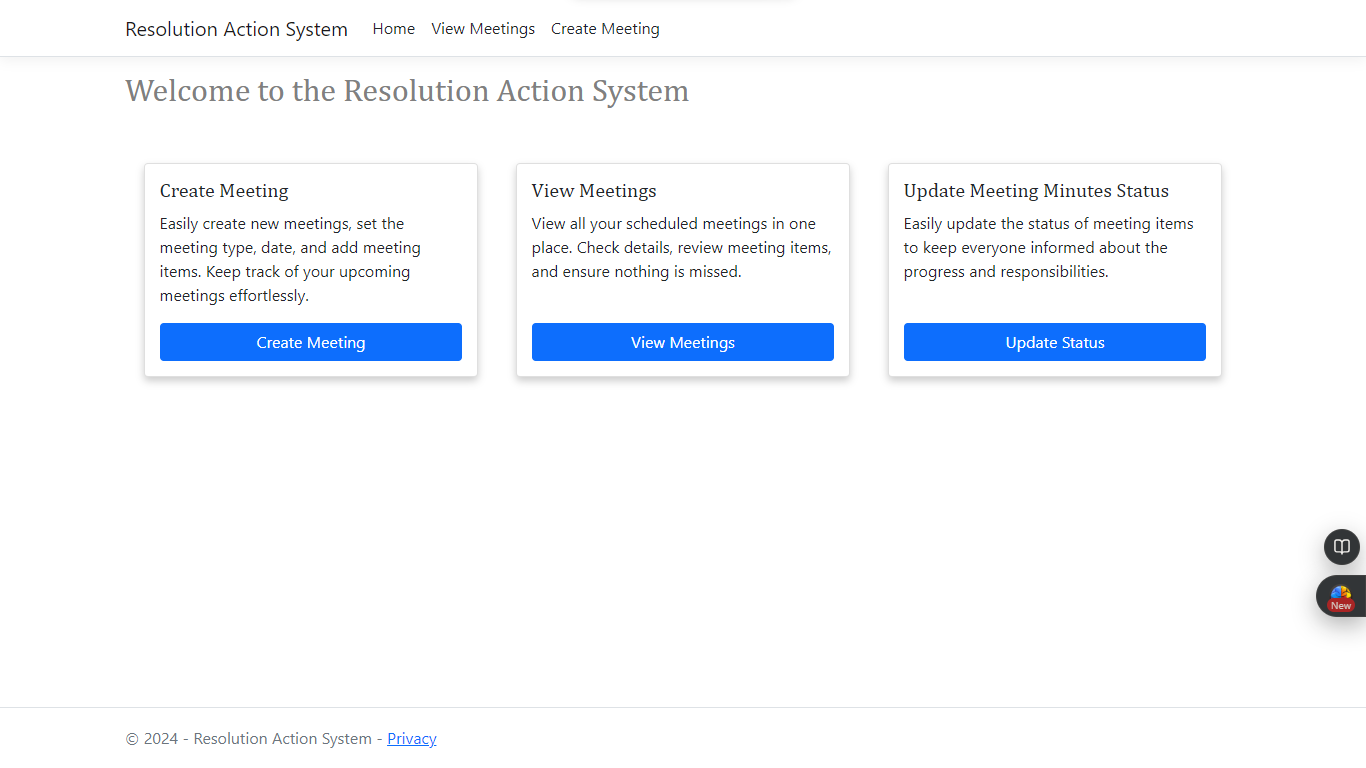 Resolution Action System Home View Meetings Create Meeting
Welcome to the Resolution Action System
Create Meeting
Easily create new meetings, set the
meeting type, date, and add meeting
items. Keep track of your upcoming
meetings effortlessly.
Create Meeting
View Meetings
View all your scheduled meetings in one
place. Check details, review meeting items,
and ensure nothing is missed.
View Meetings
Update Meeting Minutes Status
Easily update the status of meeting items
to keep everyone informed about the
progress and responsibilities.
Update Status
New
© 2024 - Resolution Action System - Privacy